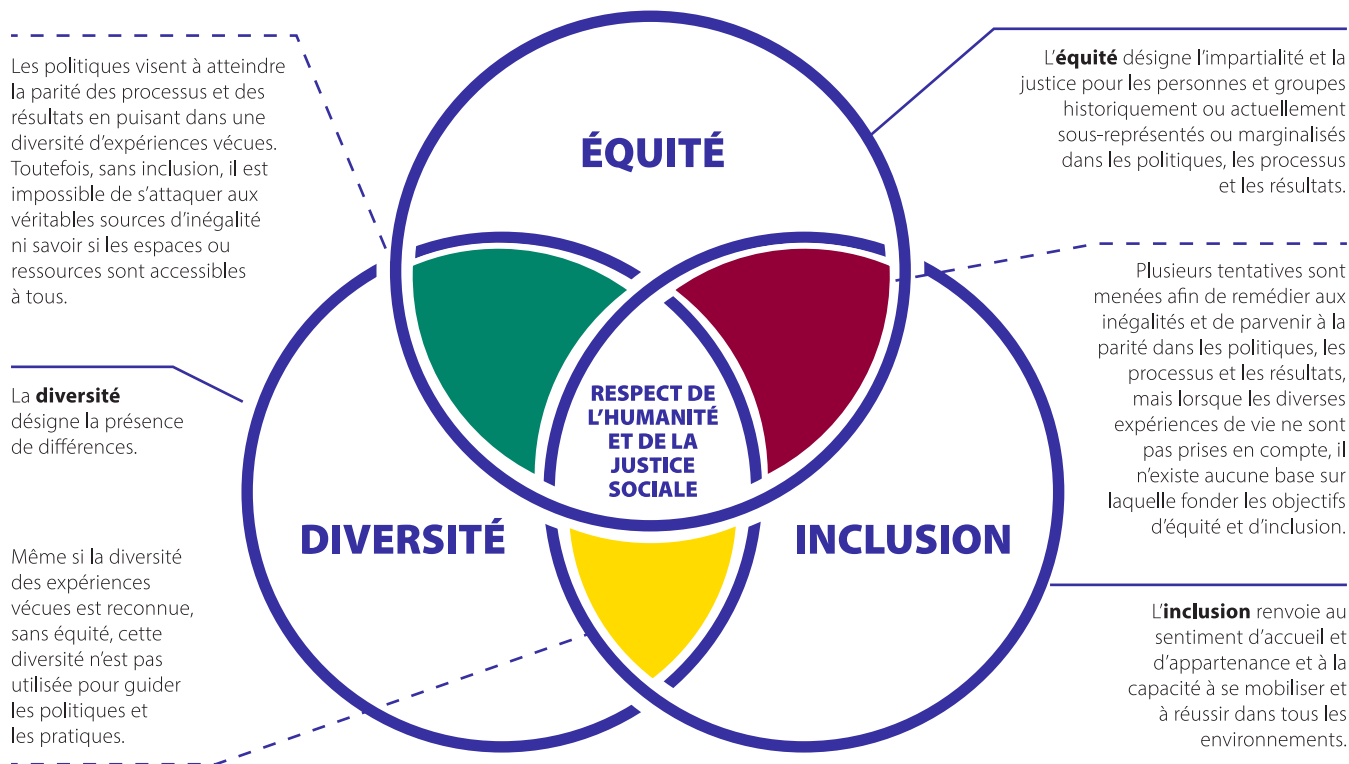 Les politiques visent à atteindre
la parité des processus et des
résultats en puisant dans une
diversité d'expériences vécues.
Toutefois, sans inclusion, il est
impossible de s'attaquer aux
véritables sources d'inégalité
ni savoir si les espaces ou
ressources sont accessibles
à tous.
La diversité
désigne la présence
de différences.
Même si la diversité
des expériences
vécues est reconnue,
sans équité, cette
diversité n'est pas
utilisée pour guider
les politiques et
les pratiques.
ÉQUITÉ
RESPECT DE
L'HUMANITÉ
ET DE LA
JUSTICE
SOCIALE
DIVERSITÉ
INCLUSION
L'équité désigne l'impartialité et la
justice pour les personnes et groupes
historiquement ou actuellement
sous-représentés ou marginalisés
dans les politiques, les processus
et les résultats.
Plusieurs tentatives sont
menées afin de remédier aux
inégalités et de parvenir à la
parité dans les politiques, les
processus et les résultats,
mais lorsque les diverses
expériences de vie ne sont
pas prises en compte, il
n'existe aucune base sur
laquelle fonder les objectifs
d'équité et d'inclusion.
L'inclusion renvoie au
sentiment d'accueil et
d'appartenance et à la
capacité à se mobiliser et
à réussir dans tous les
environnements.